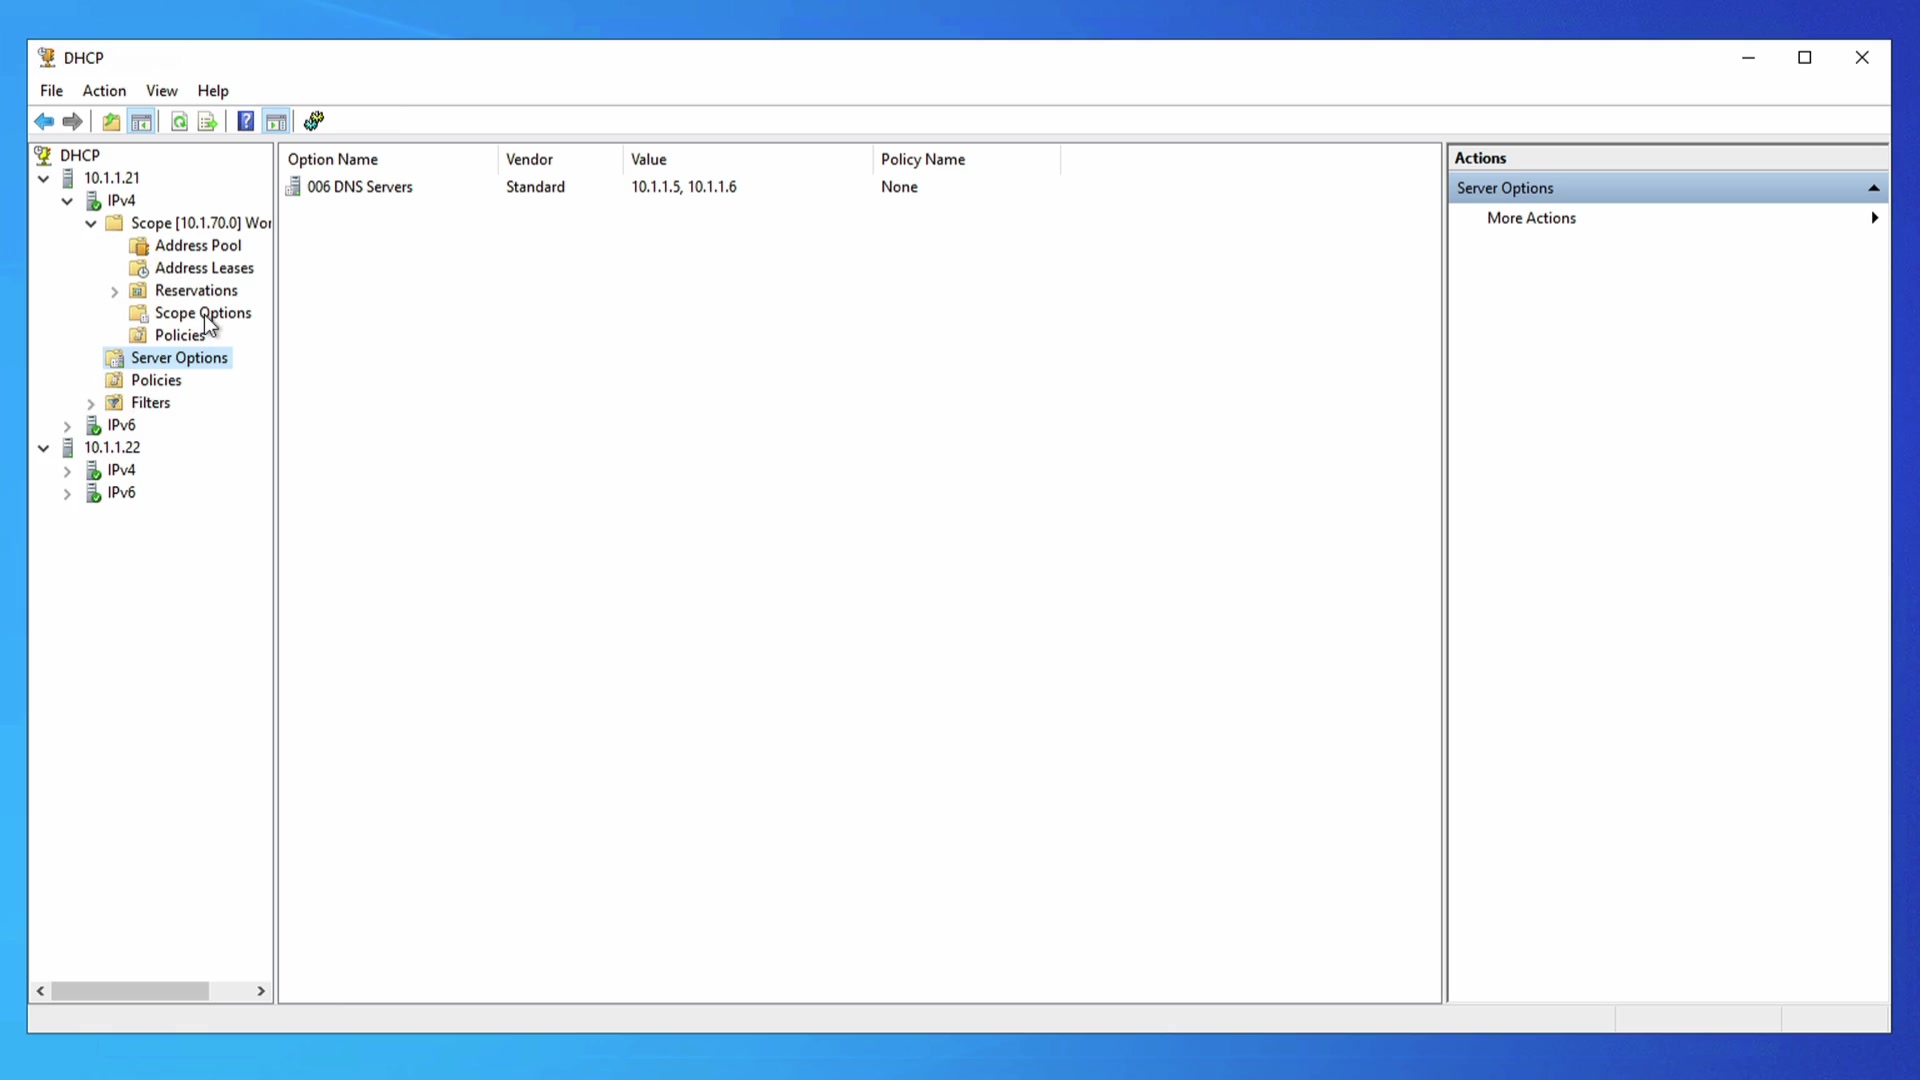 DHCP
File Action View Help
DHCP
10.1.1.21
IPv4
Scope [10.1.70.0] Wor
Address Pool
Address Leases
Reservations
Scope Options
Policies
Server Options
Policies
Filters
IPv6
10.1.1.22
IPv4
IPv6
Option Name Vendor Value Policy Name
006 DNS Servers Standard 10.1.1.5, 10.1.1.6 None
Actions
Server Options
More Actions